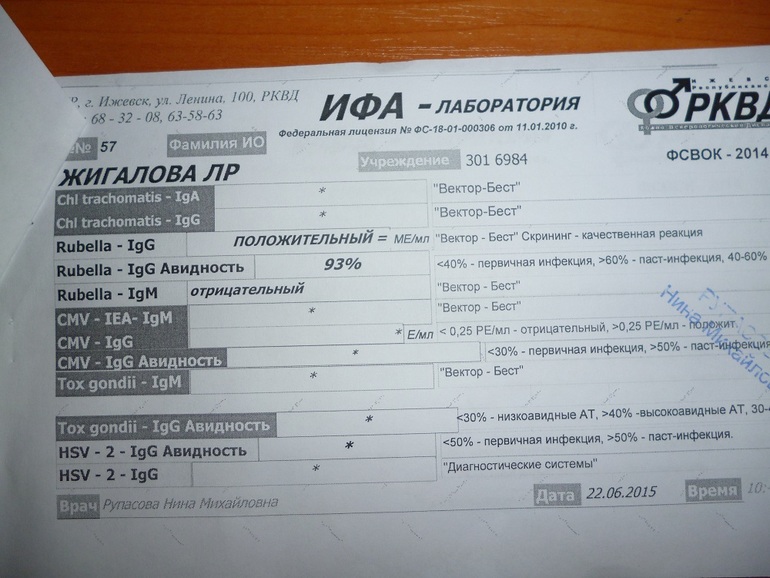 Р, г. Ижевск, ул. Ленина, 100, РКВД
68 - 32 - 08, 63-58-63
ИФА - ЛАБОРАТОРИЯ
Федеральная лицензия № ФС-18-01-000306 от 11.01.2010 г.
РКВД
№ 57 Фамилия ИО
Учреждение 301 6984
ФСВОК - 2014
ЖИГАЛОВА ЛР
Chl trachomatis - IgA * "Вектор-Бест"
Chl trachomatis - IgG * "Вектор-Бест"
Rubella - IgG ПОЛОЖИТЕЛЬНЫЙ = МЕ/мл "Вектор - Бест" Скрининг - качественная реакция
Rubella - IgG Авидность 93% <40% - первичная инфекция, >60% - паст-инфекция, 40-60%
Rubella - IgM отрицательный "Вектор - Бест"
CMV - IEA- IgM * "Вектор - Бест"
CMV - IgG * Е/мл < 0,25 РЕ/мл - отрицательный, >0,25 РЕ/мл - порожит.
CMV - IgG Авидность * <30% - первичная инфекция, >50% - паст-инфекция
Tox gondii - IgM * "Вектор - Бест"
Tox gondii - IgG Авидность * <30% - низкоавидные АТ, >40% -высокоавидные АТ, 30-4
HSV - 2 - IgG Авидность * <50% - первичная инфекция, >50% - паст-инфекция.
HSV - 2 - IgG * "Диагностические системы"
Врач Рупасова Нина Михайловна
Дата 22.06.2015 Время 10: